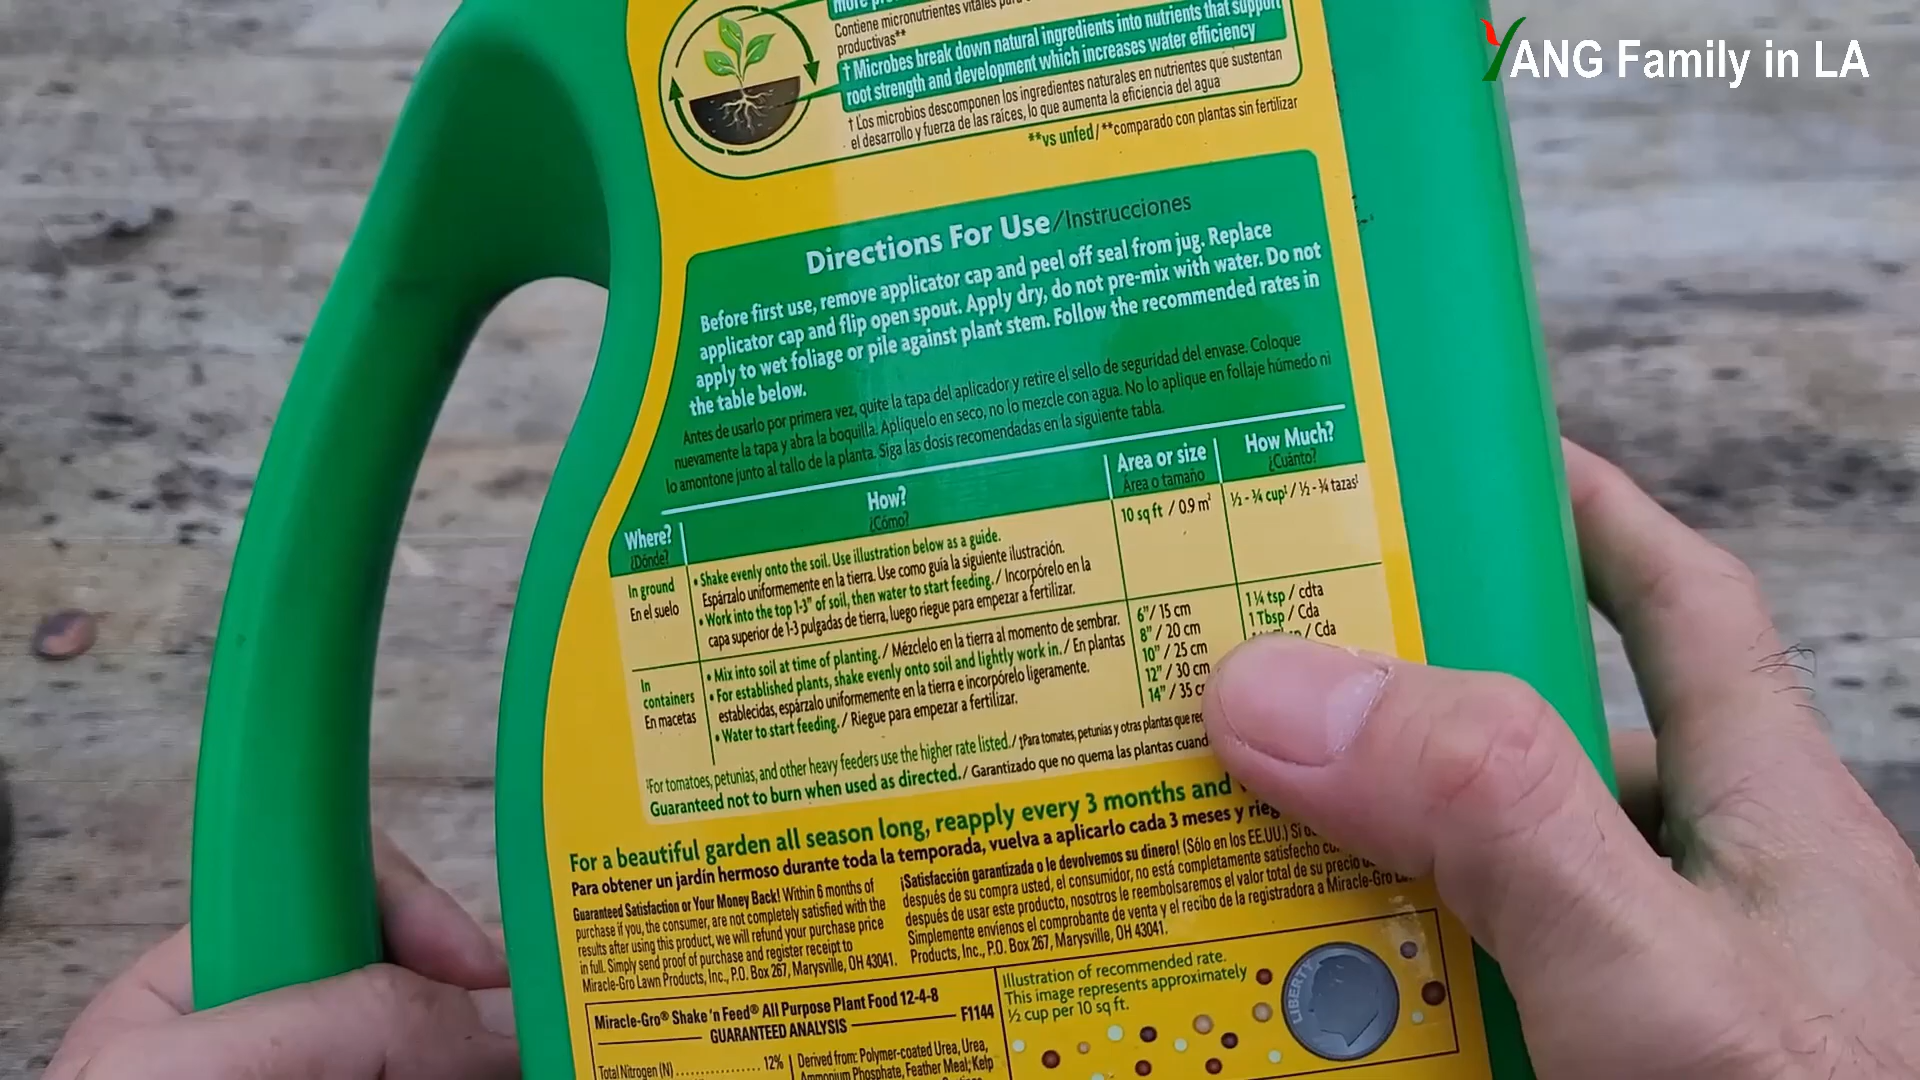 YANG Family in LA
Contiene micronutrientes vitales para
productivas**
† Microbes break down natural ingredients into nutrients that support
root strength and development which increases water efficiency
† Los microbios descomponen los ingredientes naturales en nutrientes que sustentan
el desarrollo y fuerza de las raíces, lo que aumenta la eficiencia del agua
**vs unfed/**comparado con plantas sin fertilizar
Directions For Use/Instrucciones
Before first use, remove applicator cap and peel off seal from jug. Replace
applicator cap and flip open spout. Apply dry, do not pre-mix with water. Do not
apply to wet foliage or pile against plant stem. Follow the recommended rates in
the table below.
Antes de usarlo por primera vez, quite la tapa del aplicador y retire el sello de seguridad del envase. Coloque
nuevamente la tapa y abra la boquilla. Aplíquelo en seco, no lo mezcle con agua. No lo aplique en follaje húmedo ni
lo amontone junto al tallo de la planta. Siga las dosis recomendadas en la siguiente tabla.
Where? How? Area or size How Much?
¿Dónde? ¿Cómo? Área o tamaño ¿Cuánto?
In ground
En el suelo
• Shake evenly onto the soil. Use illustration below as a guide.
Espárzalo uniformemente en la tierra. Use como guía la siguiente ilustración.
• Work into the top 1-3" of soil, then water to start feeding. / Incorpórelo en la
capa superior de 1-3 pulgadas de tierra, luego riegue para empezar a fertilizar.
10 sq ft / 0.9 m²
½ - ¾ cup‡ / ½ - ¾ tazas‡
In
containers
En macetas
• Mix into soil at time of planting. / Mézclelo en la tierra al momento de sembrar.
• For established plants, shake evenly onto soil and lightly work in. / En plantas
establecidas, espárzalo uniformemente en la tierra e incorpórelo ligeramente.
• Water to start feeding. / Riegue para empezar a fertilizar.
6" / 15 cm 1¼ tsp / cdta
8" / 20 cm 1 Tbsp / Cda
10" / 25 cm / Cda
12" / 30 cm
14" / 35
‡For tomatoes, petunias, and other heavy feeders use the higher rate listed. / ‡Para tomates, petunias y otras plantas que
Guaranteed not to burn when used as directed. / Garantizado que no quema las plantas
For a beautiful garden all season long, reapply every 3 months and
Para obtener un jardín hermoso durante toda la temporada, vuelva a aplicarlo cada 3 meses y
Guaranteed Satisfaction or Your Money Back! Within 6 months of
purchase if you, the consumer, are not completely satisfied with the
results after using this product, we will refund your purchase price
in full. Simply send proof of purchase and register receipt to
Miracle-Gro Lawn Products, Inc., P.O. Box 267, Marysville, OH 43041.
¡Satisfacción garantizada o le devolvemos su dinero! (Sólo en los EE.UU.) Si
después de su compra usted, el consumidor, no está completamente satisfecho
después de usar este producto, nosotros le reembolsaremos el valor total de su precio
Simplemente envíenos el comprobante de venta y el recibo de la registradora a Miracle-Gro
Products, Inc., P.O. Box 267, Marysville, OH 43041.
Miracle-Gro® Shake 'n Feed® All Purpose Plant Food 12-4-8
GUARANTEED ANALYSIS F1144
Total Nitrogen (N) 12%
Derived from: Polymer-coated Urea, Urea,
Ammonium Phosphate, Feather Meal; Kelp
Illustration of recommended rate.
This image represents approximately
½ cup per 10 sq ft.
LIBERTY